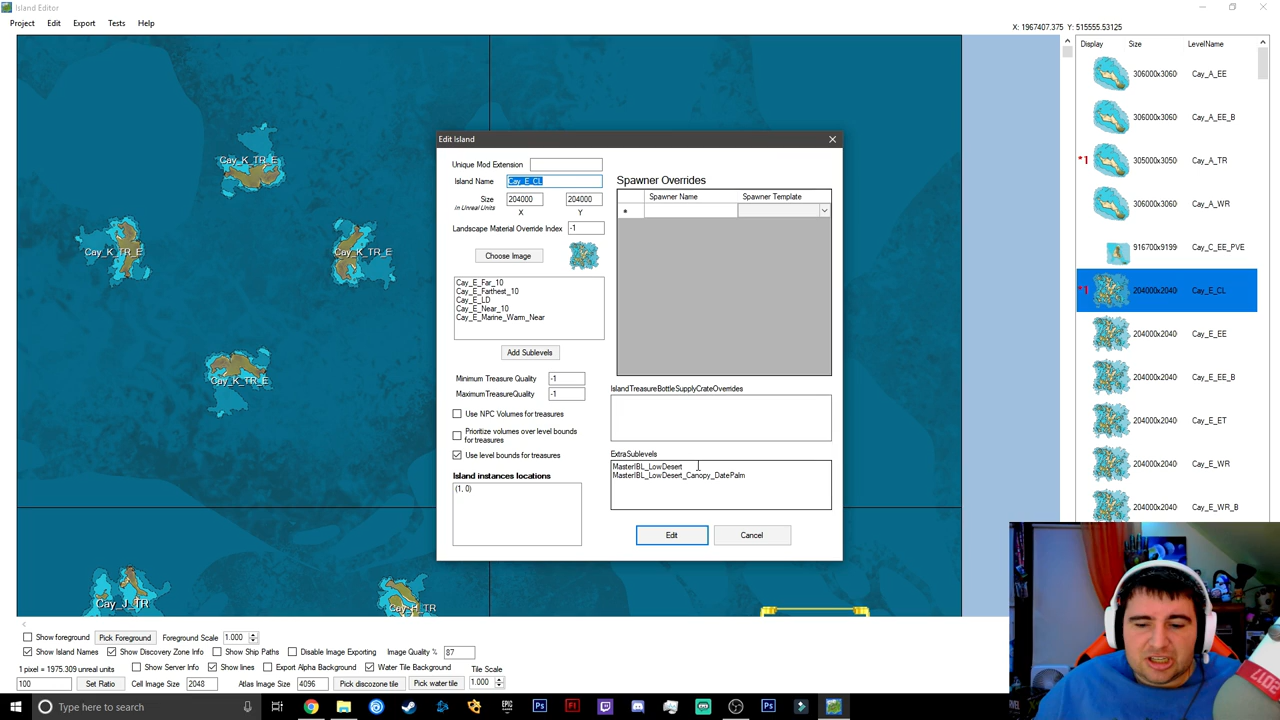 Island Editor
Project Edit Export Tests Help
X: 1967407.375 Y: 515555.53125
Display Size LevelName
306000x3060 Cay_A_EE
306000x3060 Cay_A_EE_B
*1 305000x3050 Cay_A_TR
306000x3060 Cay_A_WR
916700x9199 Cay_C_EE_PVE
*1 204000x2040 Cay_E_CL
204000x2040 Cay_E_EE
204000x2040 Cay_E_EE_B
204000x2040 Cay_E_ET
204000x2040 Cay_E_WR
204000x2040 Cay_E_WR_B
Cay_K_TR_E
Cay_K_TR_E
Cay_K_TR_E
Cay_K_TR_E
Cay_J_TR
Cay_H_TR
Edit Island
Unique Mod Extension
Island Name Cay_E_CL
Size 204000 204000
In Unreal Units
X Y
Landscape Material Override Index -1
Choose Image
Cay_E_Far_10
Cay_E_Farthest_10
Cay_E_LD
Cay_E_Near_10
Cay_E_Marine_Warm_Near
Add Sublevels
Minimum Treasure Quality -1
MaximumTreasureQuality -1
Use NPC Volumes for treasures
Prioritize volumes over level bounds
for treasures
Use level bounds for treasures
Island instances locations
(1, 0)
Spawner Overrides
Spawner Name Spawner Template
*
IslandTreasureBottleSupplyCrateOverrides
ExtraSublevels
MasterIBL_LowDesert
MasterIBL_LowDesert_Canopy_DatePalm
Edit Cancel
Show foreground Pick Foreground Foreground Scale 1.000
Show Island Names Show Discovery Zone Info Show Ship Paths Disable Image Exporting Image Quality % 87
1 pixel = 1975.309 unreal units Show Server Info Show lines Export Alpha Background Water Tile Background Tile Scale
100 Set Ratio Cell Image Size 2048 Atlas Image Size 4096 Pick discozone tile Pick water tile 1.000
Type here to search
EPIC
Ps
Fl
Ps